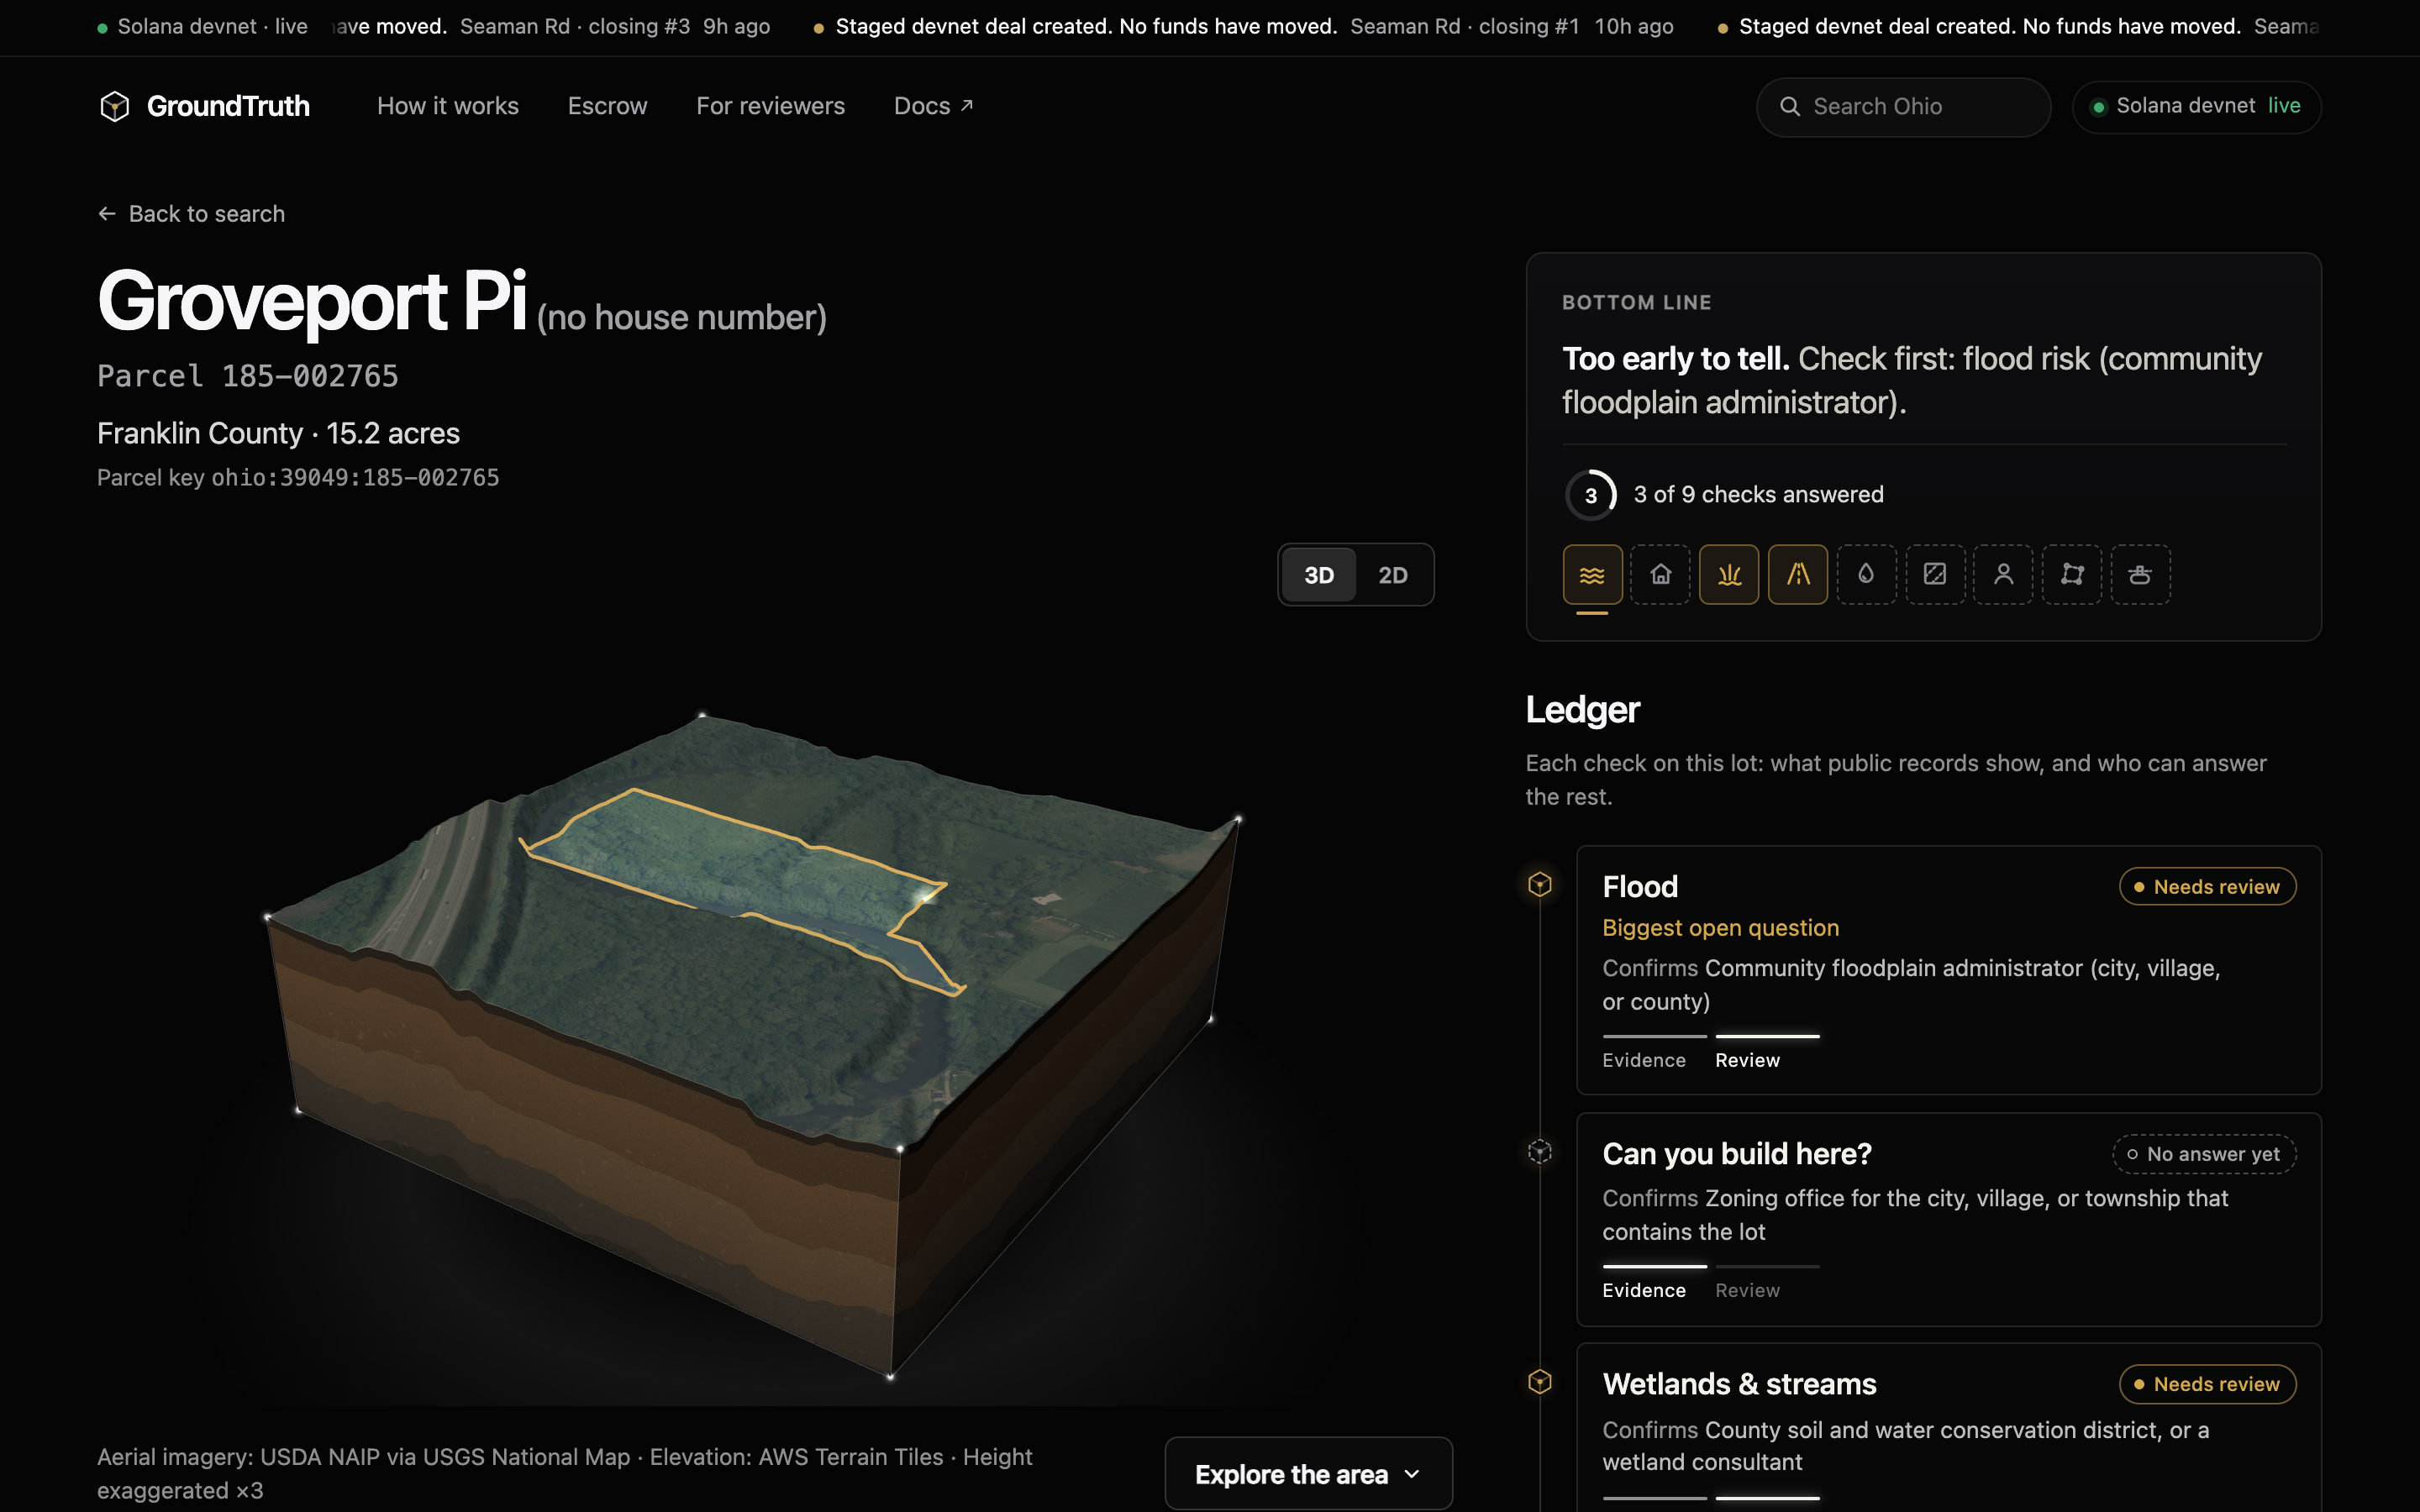 Solana devnet · live have moved. Seaman Rd · closing #3 9h ago Staged devnet deal created. No funds have moved. Seaman Rd · closing #1 10h ago Staged devnet deal created. No funds have moved. Seama
GroundTruth How it works Escrow For reviewers Docs ↗ Search Ohio Solana devnet live
← Back to search
Groveport Pi (no house number)
Parcel 185-002765
Franklin County · 15.2 acres
Parcel key ohio:39049:185-002765
3D 2D
Aerial imagery: USDA NAIP via USGS National Map · Elevation: AWS Terrain Tiles · Height
exaggerated ×3
Explore the area
BOTTOM LINE
Too early to tell. Check first: flood risk (community
floodplain administrator).
3 3 of 9 checks answered
Ledger
Each check on this lot: what public records show, and who can answer
the rest.
Flood Needs review
Biggest open question
Confirms Community floodplain administrator (city, village,
or county)
Evidence Review
Can you build here? No answer yet
Confirms Zoning office for the city, village, or township that
contains the lot
Evidence Review
Wetlands & streams Needs review
Confirms County soil and water conservation district, or a
wetland consultant